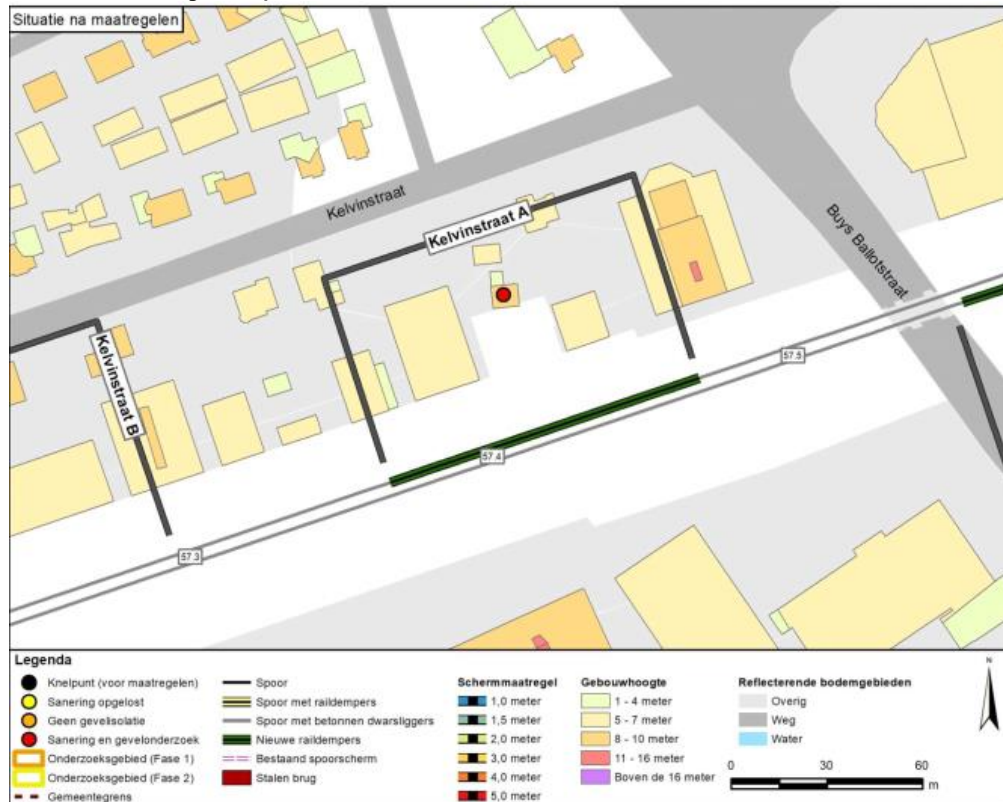 Situatie na maatregelen
Kelvinstraat
Kelvinstraat A
Buys Ballotstraat
Kelvinstraat B
57.5
57.4
57.3
Legenda
Knelpunt (voor maatregelen)
Sanering opgelost
Geen gevelisolatie
Sanering en gevelonderzoek
Onderzoeksgebied (Fase 1)
Onderzoeksgebied (Fase 2)
Gemeentegrens
Spoor
Spoor met raildempers
Spoor met betonnen dwarsliggers
Nieuwe raildempers
Bestaand spoorscherm
Stalen brug
Schermmaatregel
1,0 meter
1,5 meter
2,0 meter
3,0 meter
4,0 meter
5,0 meter
Gebouwhoogte
1 - 4 meter
5 - 7 meter
8 - 10 meter
11 - 16 meter
Boven de 16 meter
Reflecterende bodemgebieden
Overig
Weg
Water
N
0 30 60
m